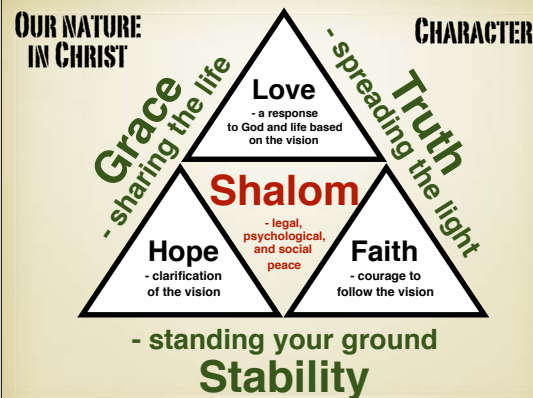 OUR NATURE
IN CHRIST
CHARACTER
Grace
- sharing the life
Truth
- spreading the light
Love
- a response
to God and life based
on the vision
Shalom
- legal,
psychological,
and social
peace
Hope
- clarification
of the vision
Faith
- courage to
follow the vision
- standing your ground
Stability